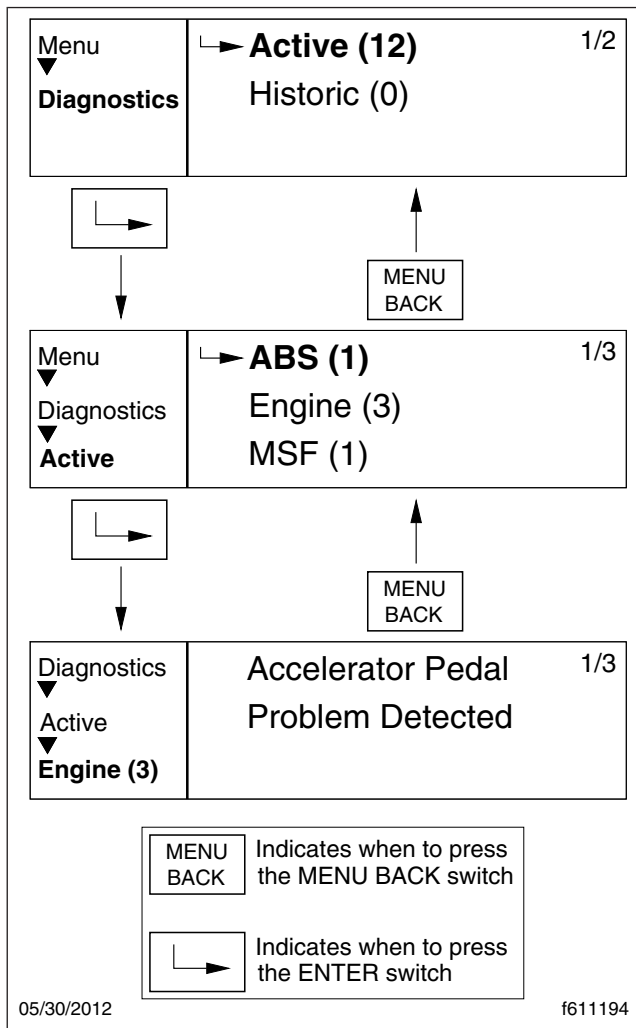 Menu
Diagnostics
Active (12)
Historic (0)
1/2
MENU
BACK
Menu
Diagnostics
Active
ABS (1)
Engine (3)
MSF (1)
1/3
MENU
BACK
Diagnostics
Active
Engine (3)
Accelerator Pedal
Problem Detected
1/3
MENU
BACK
Indicates when to press
the MENU BACK switch
Indicates when to press
the ENTER switch
05/30/2012
f611194